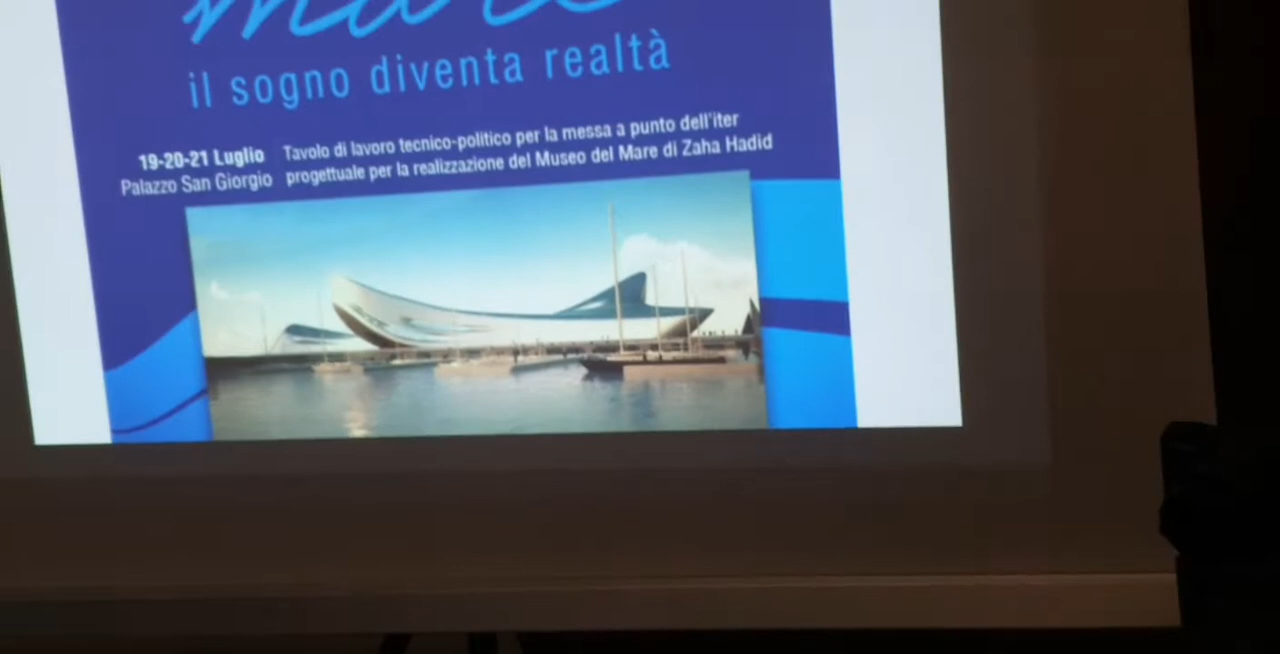 mare
il sogno diventa realtà
19-20-21 Luglio Tavolo di lavoro tecnico-politico per la messa a punto dell'iter
Palazzo San Giorgio progettuale per la realizzazione del Museo del Mare di Zaha Hadid